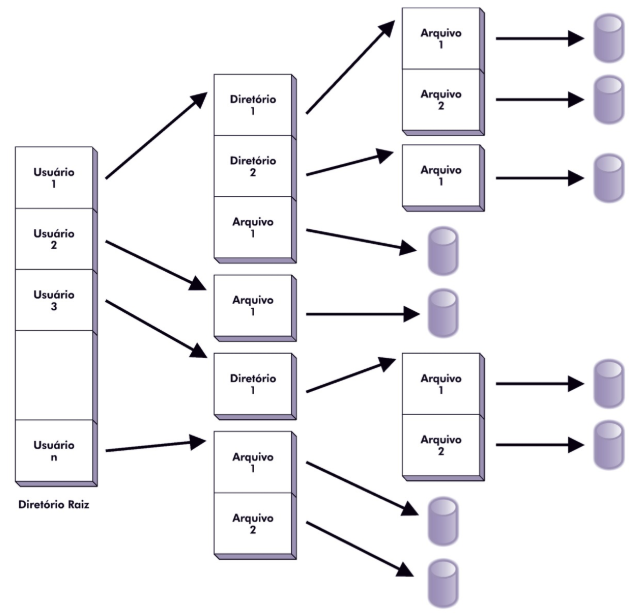 Usuário
1
Usuário
2
Usuário
3
Usuário
n
Diretório Raiz
Diretório
1
Diretório
2
Arquivo
1
Arquivo
1
Diretório
1
Arquivo
1
Arquivo
2
Arquivo
1
Arquivo
2
Arquivo
1
Arquivo
1
Arquivo
2